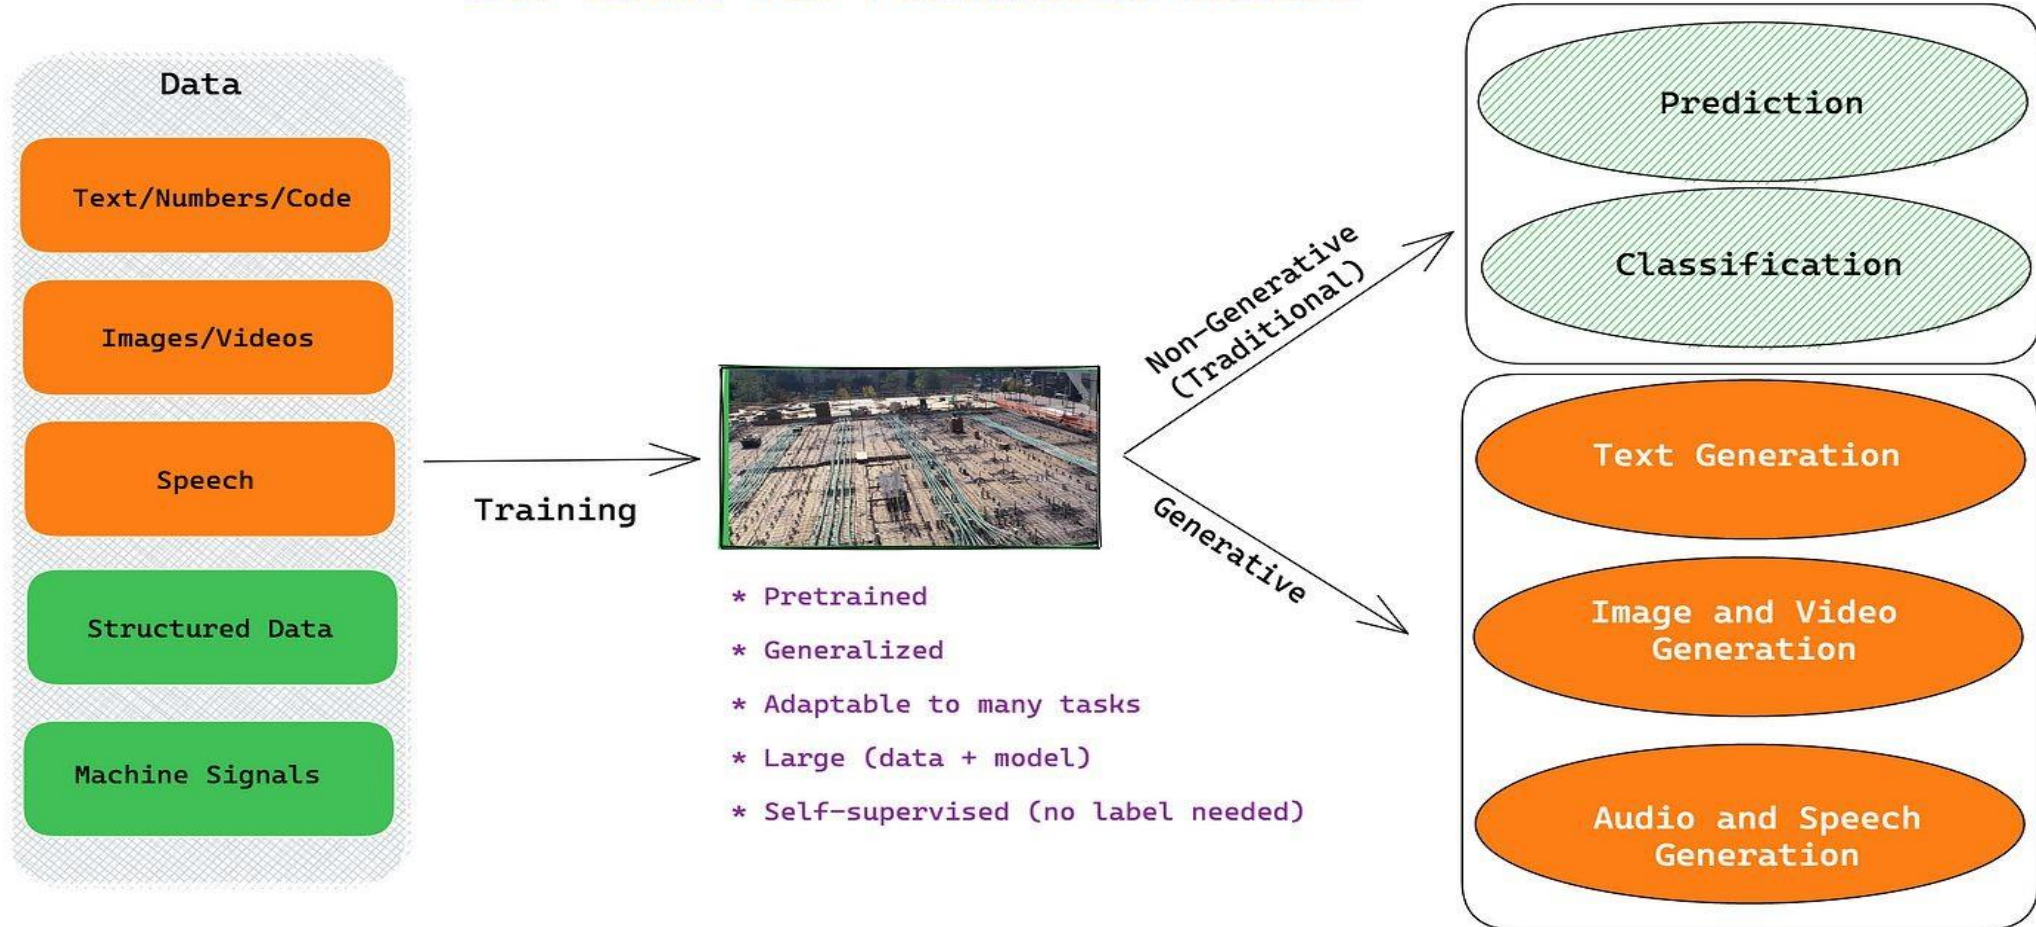 Data
Text/Numbers/Code
Images/Videos
Speech
Structured Data
Machine Signals
Training
* Pretrained
* Generalized
* Adaptable to many tasks
* Large (data + model)
* Self-supervised (no label needed)
Non-Generative
(Traditional)
Generative
Prediction
Classification
Text Generation
Image and Video
Generation
Audio and Speech
Generation